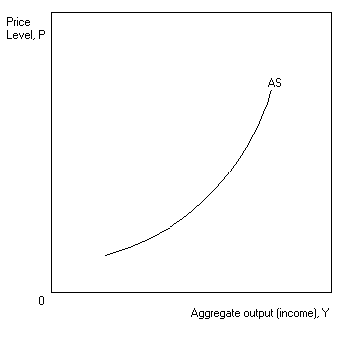 Price
Level, P
AS
0
Aggregate output (income), Y